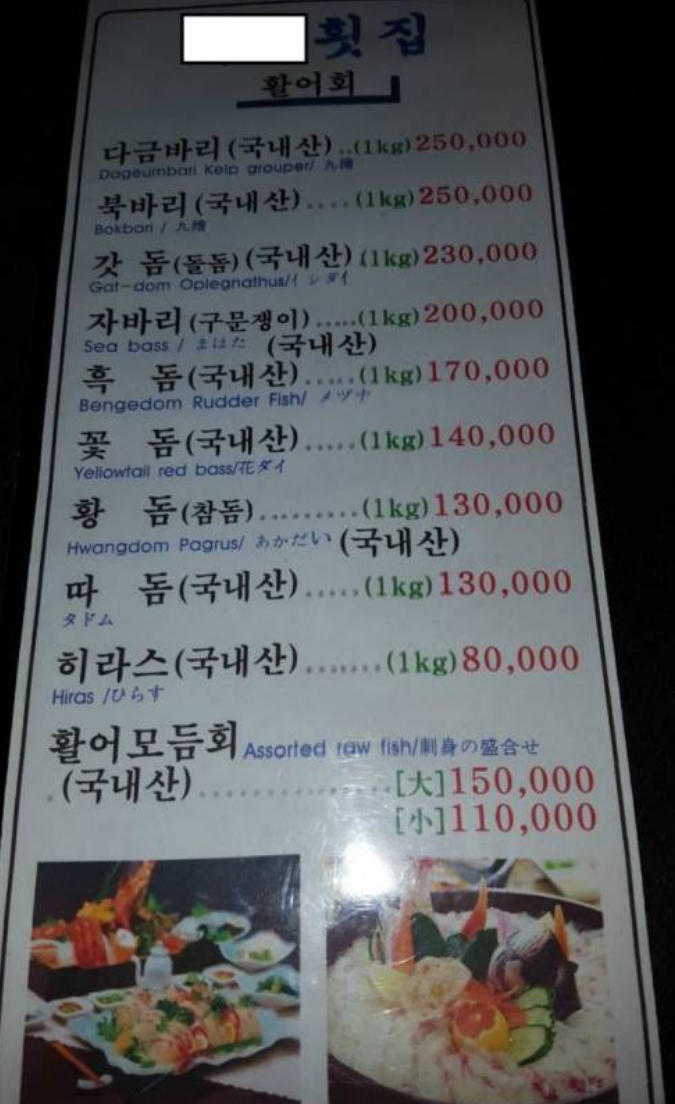 횟집
활어회
다금바리(국내산)..(1kg)250,000
Dageumbari Kelp grouper/ 九繪
북바리(국내산)....(1kg)250,000
Bokbari / 九繪
갓 돔(돌돔)(국내산)(1kg)230,000
Gat-dom Oplegnathus/イシダイ
자바리(구문쟁이).....(1kg)200,000
Sea bass / まはた (국내산)
흑 돔(국내산).....(1kg)170,000
Bengedom Rudder Fish/ メヅナ
꽃 돔(국내산).....(1kg)140,000
Yellowtail red bass/花ダイ
황 돔(참돔).........(1kg)130,000
Hwangdom Pagrus/ あかだい (국내산)
따 돔(국내산).....(1kg)130,000
タドム
히라스(국내산).......(1kg)80,000
Hiras /ひらす
활어모듬회 Assorted raw fish/刺身の盛合せ
.(국내산)................[大]150,000
[小]110,000